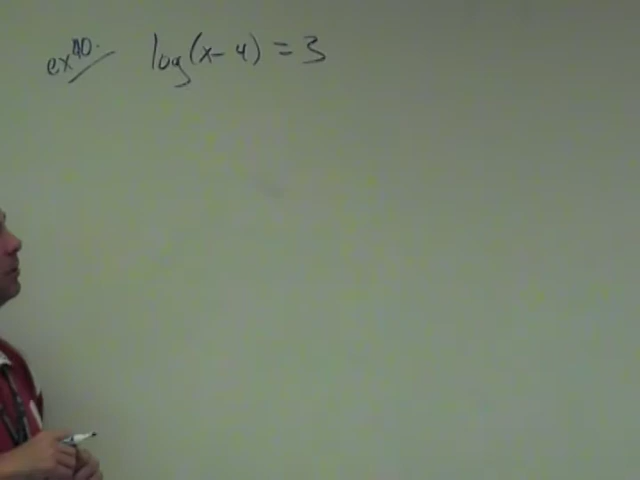 ex 40. log(x-4) = 3